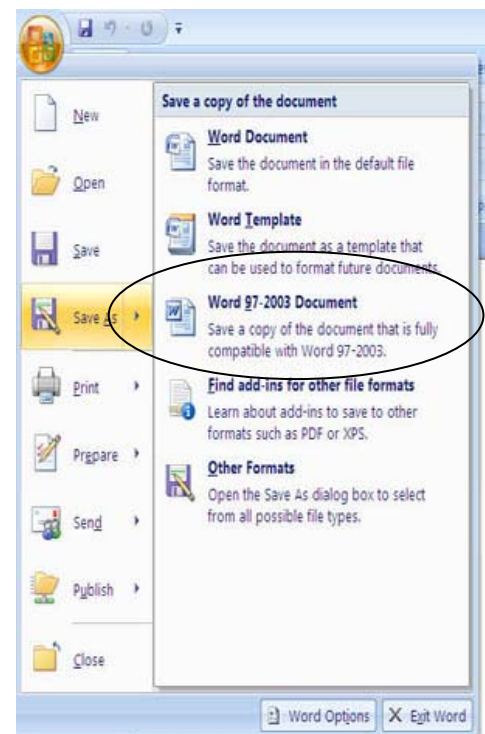 New
Open
Save
Save As
Print
Prepare
Send
Publish
Close
Save a copy of the document
Word Document
Save the document in the default file
format.
Word Template
Save the document as a template that
can be used to format future documents.
Word 97-2003 Document
Save a copy of the document that is fully
compatible with Word 97-2003.
Find add-ins for other file formats
Learn about add-ins to save to other
formats such as PDF or XPS.
Other Formats
Open the Save As dialog box to select
from all possible file types.
Word Options
Exit Word